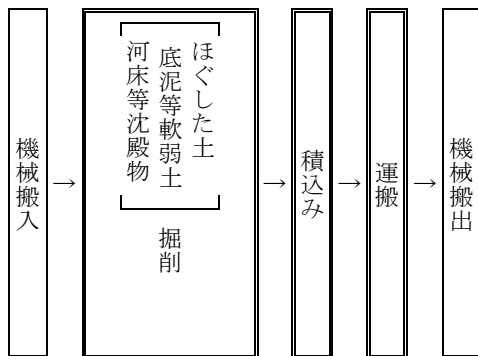 機械搬入
→
ほぐした土
底泥等軟弱土
河床等沈殿物
掘削
→
積込み
→
運搬
→
機械搬出